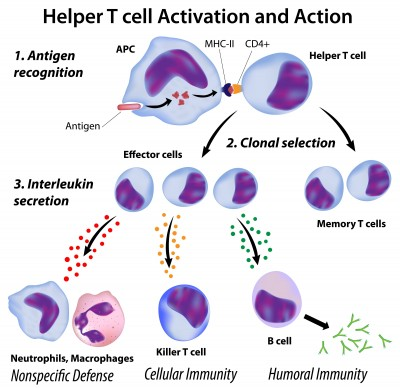 Helper T cell Activation and Action
1. Antigen
recognition
APC
MHC-II
CD4+
Helper T cell
Antigen
2. Clonal selection
Effector cells
3. Interleukin
secretion
Memory T cells
Neutrophils, Macrophages
Killer T cell
B cell
Nonspecific Defense
Cellular Immunity
Humoral Immunity